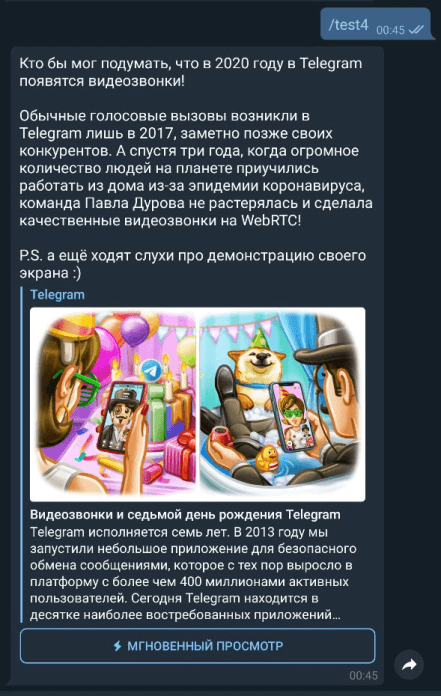 /test4 00:45
Кто бы мог подумать, что в 2020 году в Telegram
появятся видеозвонки!
Обычные голосовые вызовы возникли в
Telegram лишь в 2017, заметно позже своих
конкурентов. А спустя три года, когда огромное
количество людей на планете приучились
работать из дома из-за эпидемии коронавируса,
команда Павла Дурова не растерялась и сделала
качественные видеозвонки на WebRTC!
P.S. а ещё ходят слухи про демонстрацию своего
экрана :)
Telegram
Видеозвонки и седьмой день рождения Telegram
Telegram исполняется семь лет. В 2013 году мы
запустили небольшое приложение для безопасного
обмена сообщениями, которое с тех пор выросло в
платформу с более чем 400 миллионами активных
пользователей. Сегодня Telegram находится в
десятке наиболее востребованных приложений...
МГНОВЕННЫЙ ПРОСМОТР
00:45